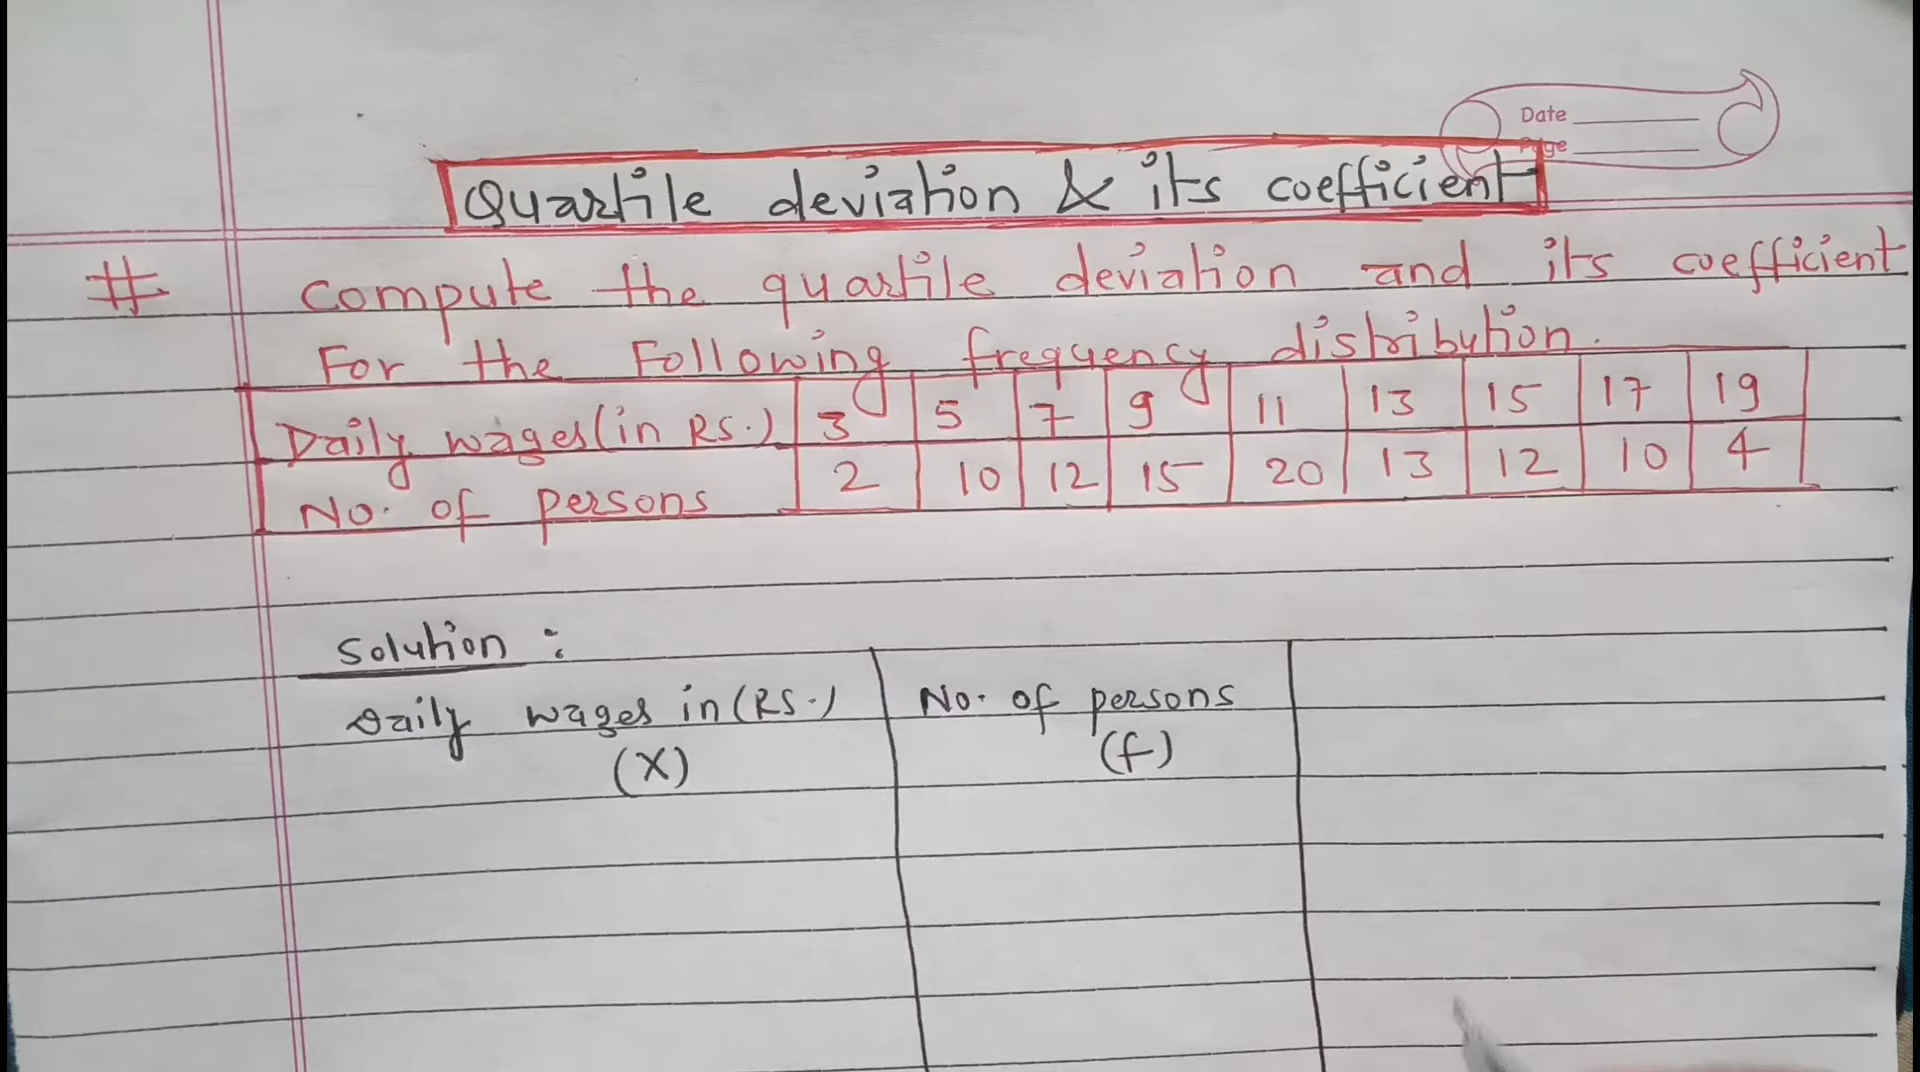 Date
Page
Quartile deviation & its coefficient
# Compute the quartile deviation and its coefficient
For the Following frequency distribution.
Daily wages (in RS.) 3 5 7 9 11 13 15 17 19
No. of persons 2 10 12 15 20 13 12 10 4
Solution :
Daily wages in (RS.) No. of persons
(X) (f)